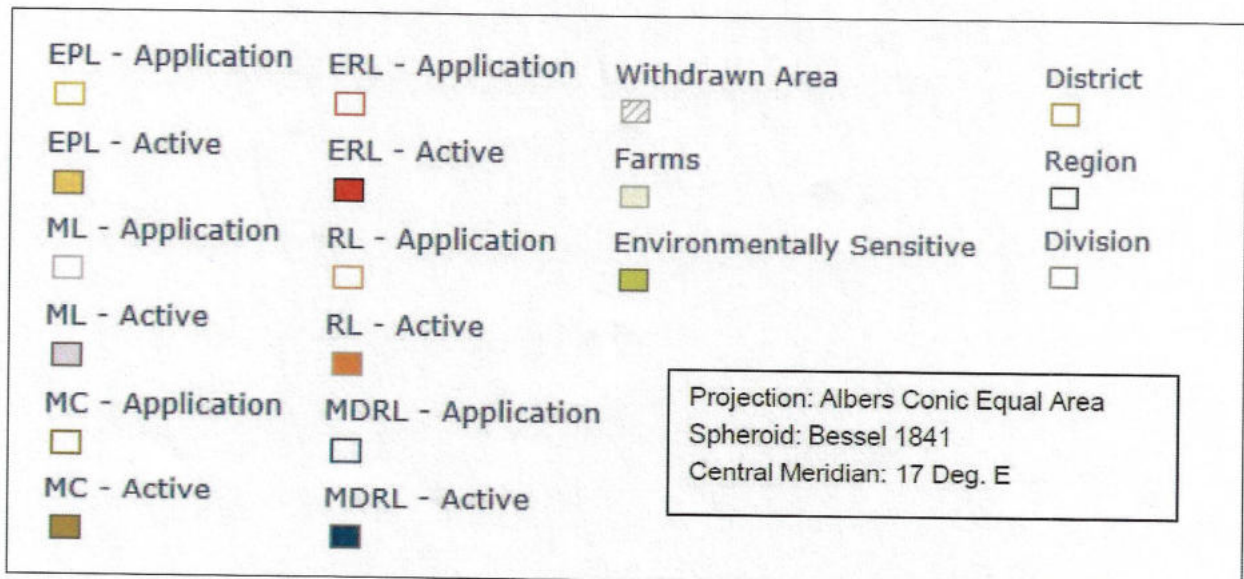 EPL - Application
EPL - Active
ML - Application
ML - Active
MC - Application
MC - Active
ERL - Application
ERL - Active
RL - Application
RL - Active
MDRL - Application
MDRL - Active
Withdrawn Area
Farms
Environmentally Sensitive
District
Region
Division
Projection: Albers Conic Equal Area
Spheroid: Bessel 1841
Central Meridian: 17 Deg. E